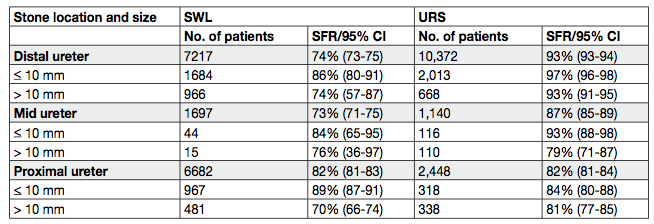 Stone location and size SWL URS
No. of patients SFR/95% CI No. of patients SFR/95% CI
Distal ureter 7217 74% (73-75) 10,372 93% (93-94)
≤ 10 mm 1684 86% (80-91) 2,013 97% (96-98)
> 10 mm 966 74% (57-87) 668 93% (91-95)
Mid ureter 1697 73% (71-75) 1,140 87% (85-89)
≤ 10 mm 44 84% (65-95) 116 93% (88-98)
> 10 mm 15 76% (36-97) 110 79% (71-87)
Proximal ureter 6682 82% (81-83) 2,448 82% (81-84)
≤ 10 mm 967 89% (87-91) 318 84% (80-88)
> 10 mm 481 70% (66-74) 338 81% (77-85)